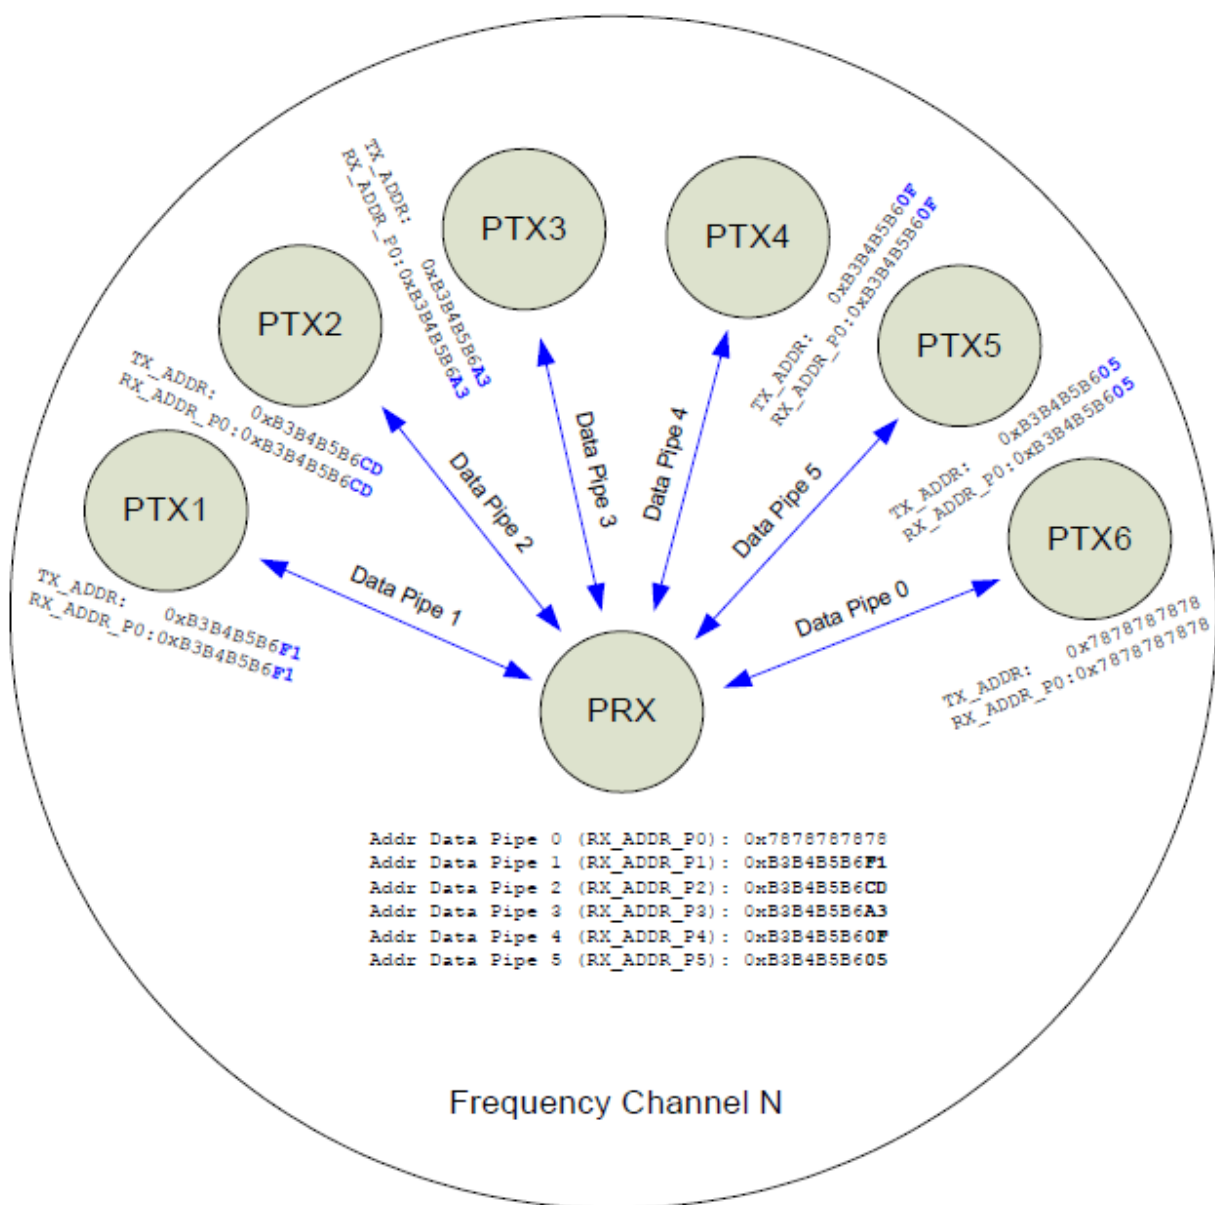 PTX3
PTX4
TX_ADDR: 0xB3B4B5B6A3
RX_ADDR_P0:0xB3B4B5B6A3
TX_ADDR: 0xB3B4B5B60F
RX_ADDR_P0:0xB3B4B5B60F
PTX2
PTX5
TX_ADDR: 0xB3B4B5B6CD
RX_ADDR_P0:0xB3B4B5B6CD
TX_ADDR: 0xB3B4B5B605
RX_ADDR_P0:0xB3B4B5B605
PTX1
PTX6
TX_ADDR: 0xB3B4B5B6F1
RX_ADDR_P0:0xB3B4B5B6F1
TX_ADDR: 0x7878787878
RX_ADDR_P0:0x7878787878
Data Pipe 1
Data Pipe 2
Data Pipe 3
Data Pipe 4
Data Pipe 5
Data Pipe 0
PRX
Addr Data Pipe 0 (RX_ADDR_P0): 0x7878787878
Addr Data Pipe 1 (RX_ADDR_P1): 0xB3B4B5B6F1
Addr Data Pipe 2 (RX_ADDR_P2): 0xB3B4B5B6CD
Addr Data Pipe 3 (RX_ADDR_P3): 0xB3B4B5B6A3
Addr Data Pipe 4 (RX_ADDR_P4): 0xB3B4B5B60F
Addr Data Pipe 5 (RX_ADDR_P5): 0xB3B4B5B605
Frequency Channel N